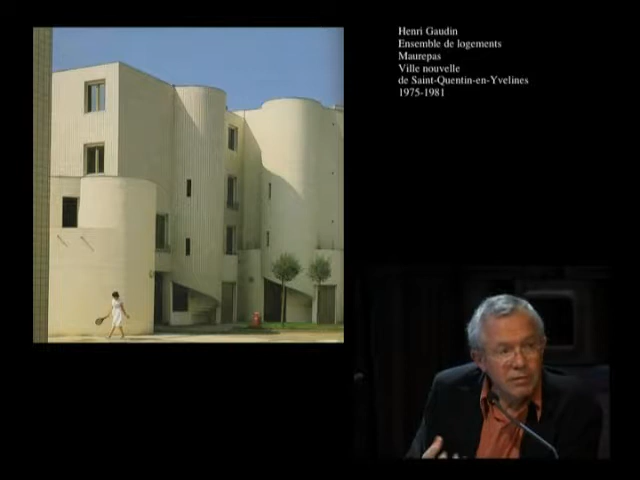 Henri Gaudin
Ensemble de logements
Maurepas
Ville nouvelle
de Saint-Quentin-en-Yvelines
1975-1981